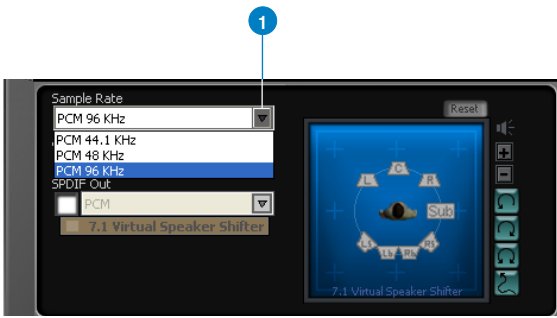 1
Sample Rate
PCM 96 KHz
PCM 44.1 KHz
PCM 48 KHz
PCM 96 KHz
SPDIF Out
PCM
7.1 Virtual Speaker Shifter
Reset
C
L
R
Sub
Ls
Rs
Lb
Rb
7.1 Virtual Speaker Shifter